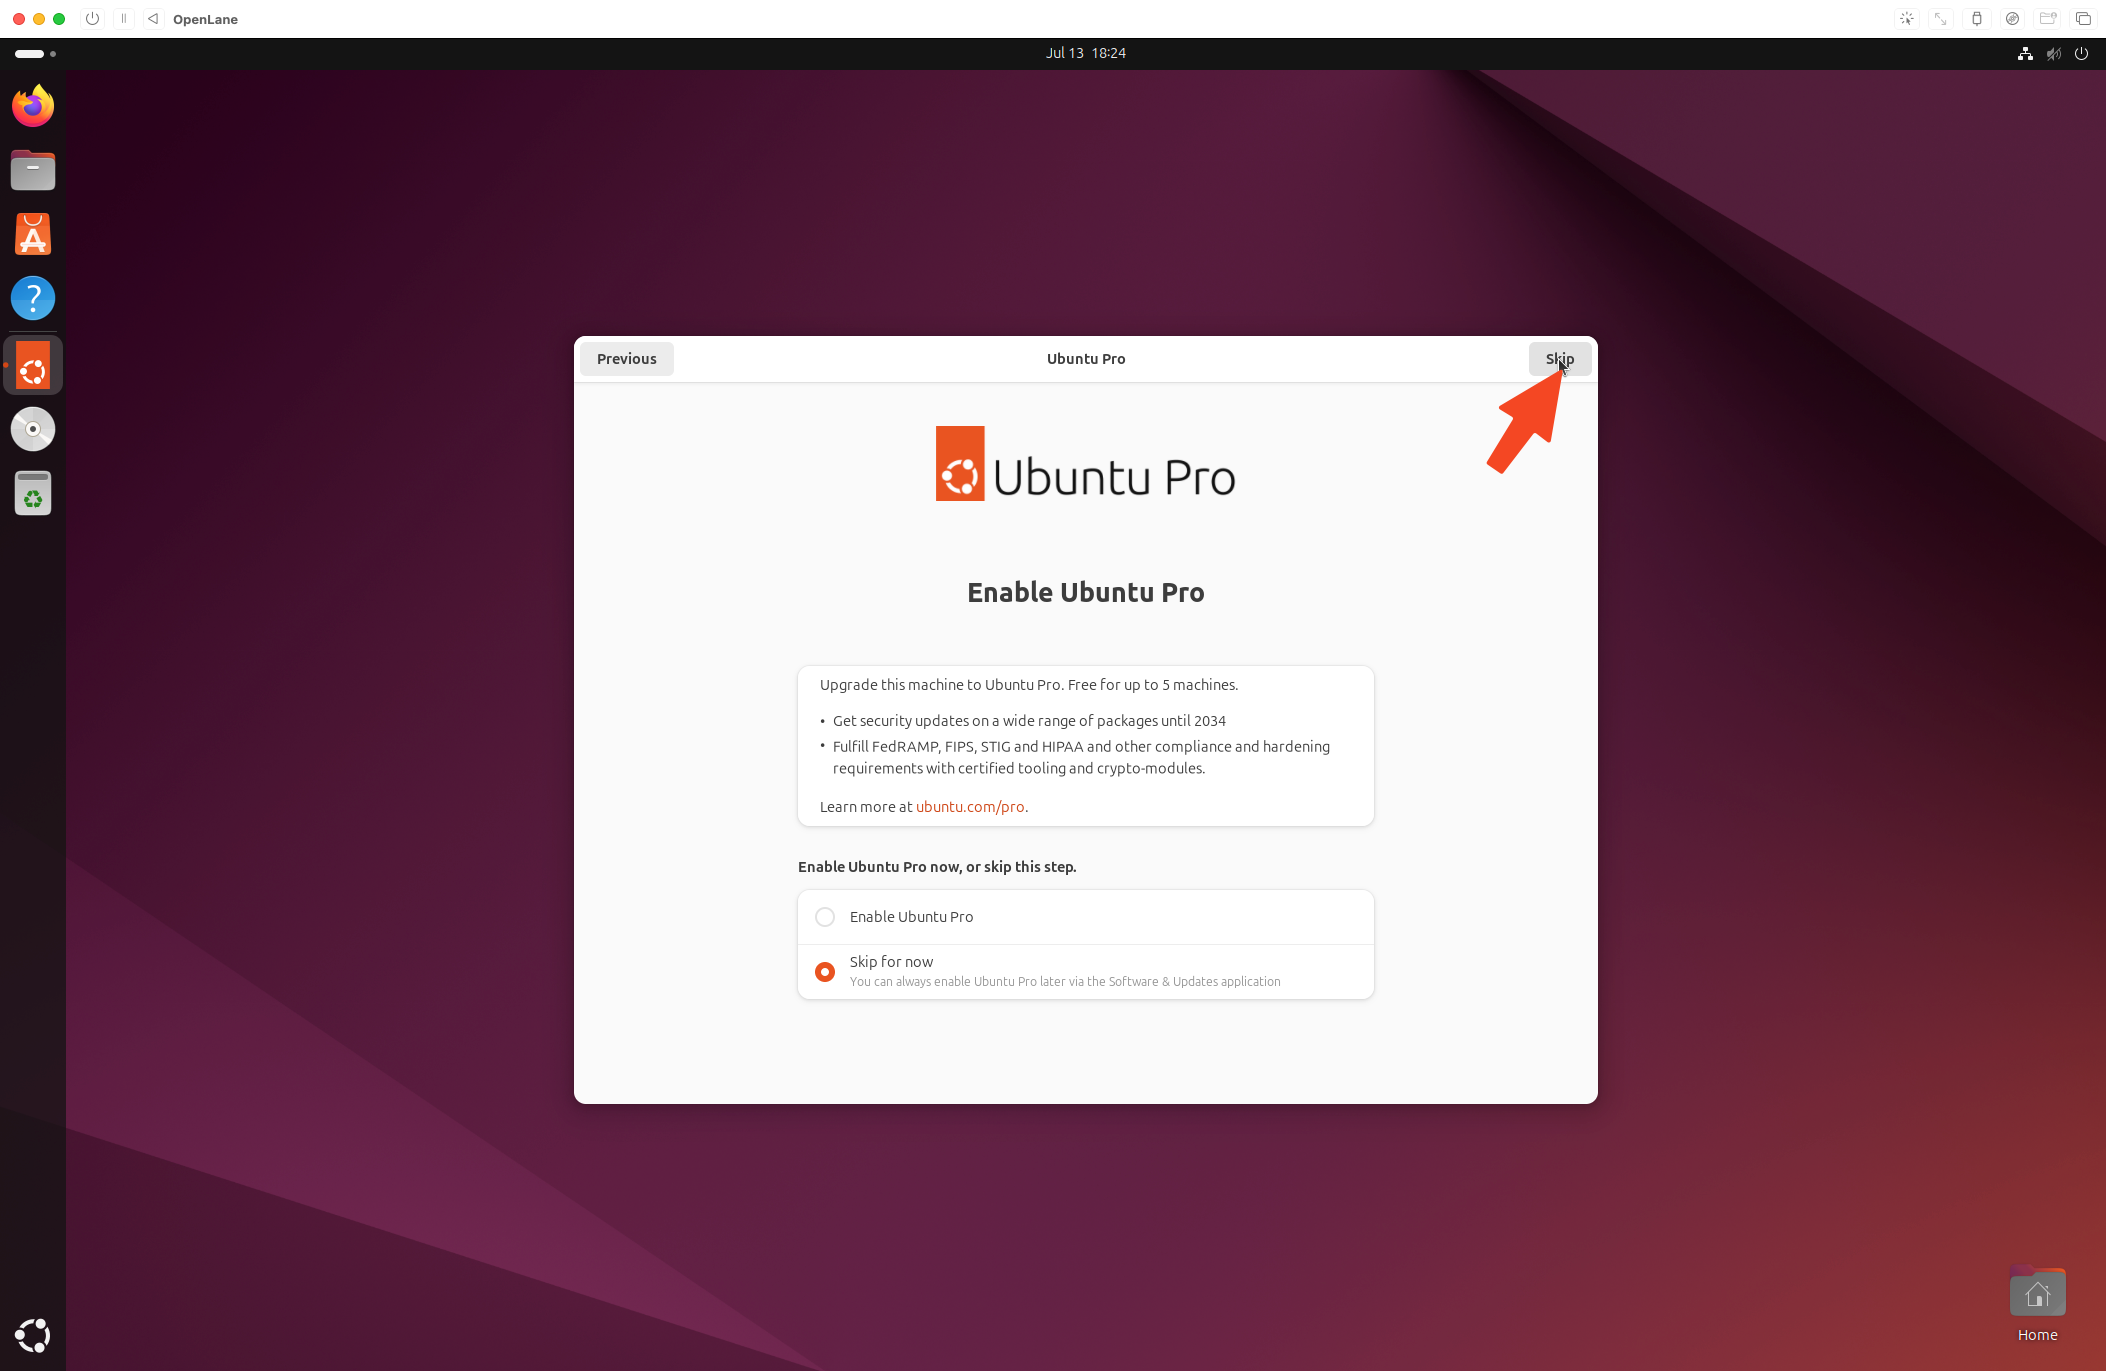 OpenLane
Jul 13 18:24
Previous
Ubuntu Pro
Skip
Ubuntu Pro
Enable Ubuntu Pro
Upgrade this machine to Ubuntu Pro. Free for up to 5 machines.
• Get security updates on a wide range of packages until 2034
• Fulfill FedRAMP, FIPS, STIG and HIPAA and other compliance and hardening
requirements with certified tooling and crypto-modules.
Learn more at ubuntu.com/pro.
Enable Ubuntu Pro now, or skip this step.
Enable Ubuntu Pro
Skip for now
You can always enable Ubuntu Pro later via the Software & Updates application
Home